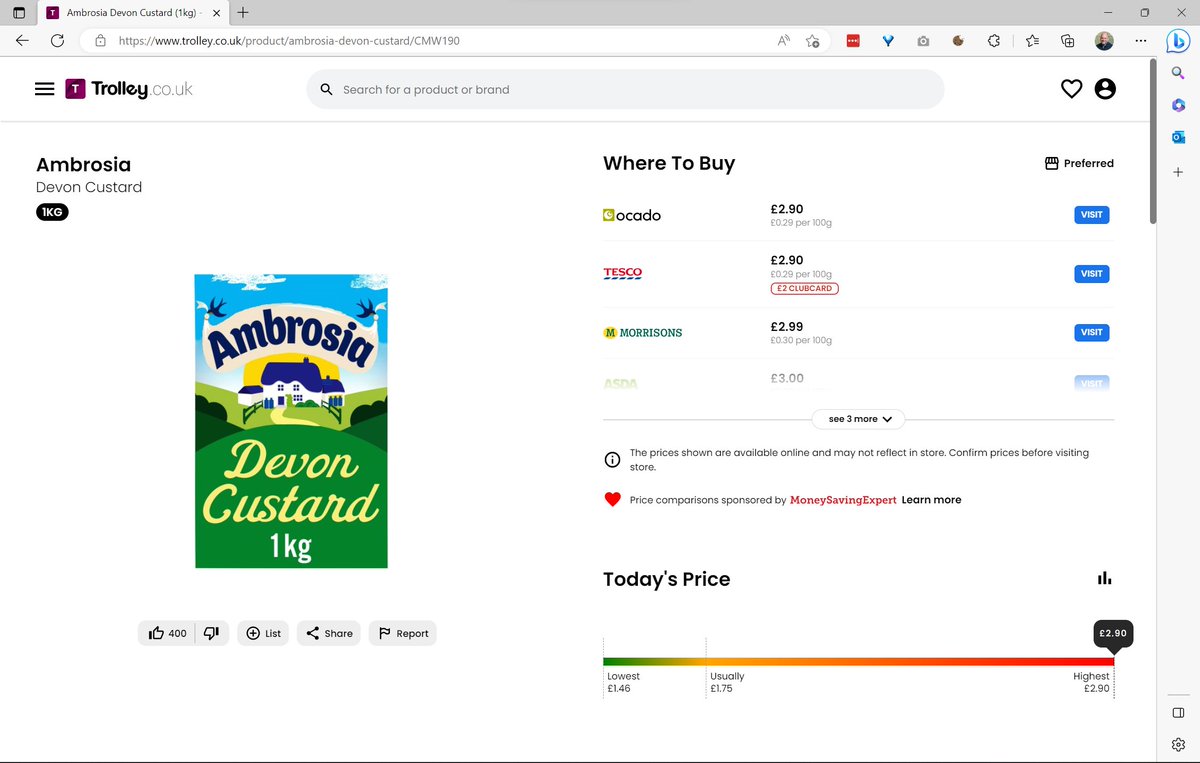 Ambrosia Devon Custard (1kg) -
https://www.trolley.co.uk/product/ambrosia-devon-custard/CMW190
T Trolley.co.uk
Search for a product or brand
Ambrosia
Devon Custard
1KG
Ambrosia
Devon
Custard
1kg
400
List
Share
Report
Where To Buy
Preferred
ocado
£2.90
£0.29 per 100g
VISIT
TESCO
£2.90
£0.29 per 100g
£2 CLUBCARD
VISIT
M MORRISONS
£2.99
£0.30 per 100g
VISIT
ASDA
£3.00
VISIT
see 3 more
The prices shown are available online and may not reflect in store. Confirm prices before visiting
store.
Price comparisons sponsored by MoneySavingExpert Learn more
Today's Price
£2.90
Lowest
£1.46
Usually
£1.75
Highest
£2.90